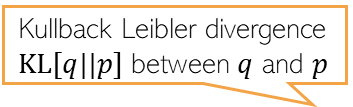 Kullback Leibler divergence
KL[q||p] between q and p